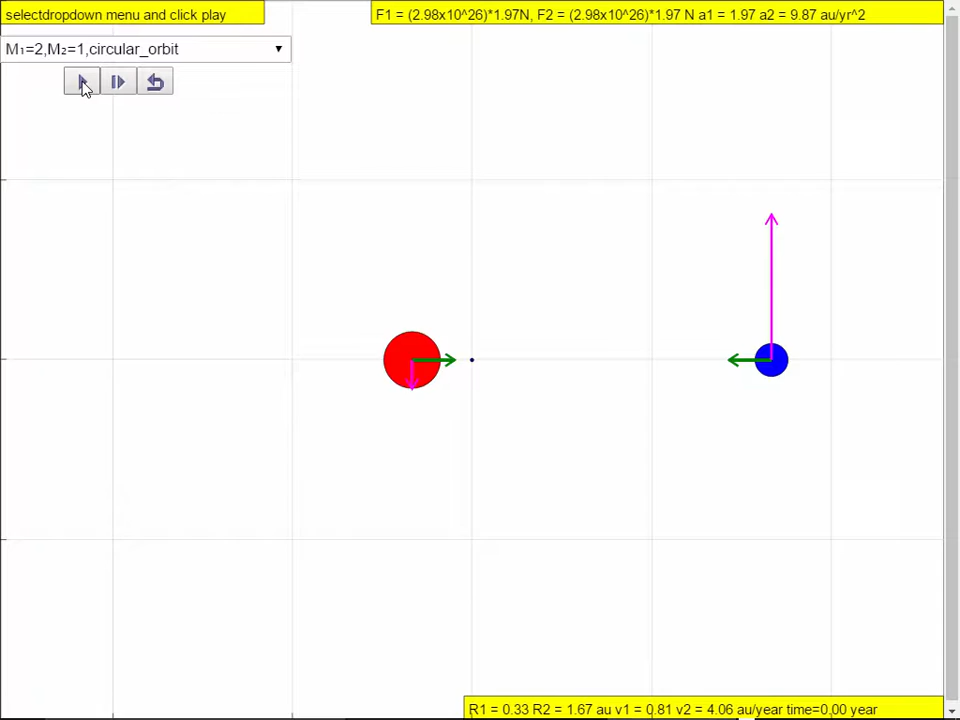 selectdropdown menu and click play
F1 = (2.98x10^26)*1.97N, F2 = (2.98x10^26)*1.97 N a1 = 1.97 a2 = 9.87 au/yr^2
M₁=2,M₂=1,circular_orbit
R1 = 0.33 R2 = 1.67 au v1 = 0.81 v2 = 4.06 au/year time=0,00 year